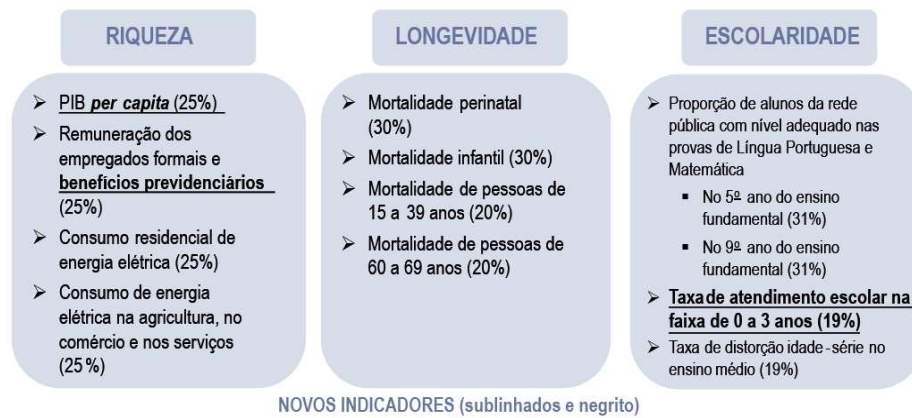 RIQUEZA
➢ PIB per capita (25%)
➢ Remuneração dos
empregados formais e
benefícios previdenciários
(25%)
➢ Consumo residencial de
energia elétrica (25%)
➢ Consumo de energia
elétrica na agricultura, no
comércio e nos serviços
(25 %)
LONGEVIDADE
➢ Mortalidade perinatal
(30%)
➢ Mortalidade infantil (30%)
➢ Mortalidade de pessoas de
15 a 39 anos (20%)
➢ Mortalidade de pessoas de
60 a 69 anos (20%)
ESCOLARIDADE
➢ Proporção de alunos da rede
pública com nível adequado nas
provas de Língua Portuguesa e
Matemática
▪ No 5º ano do ensino
fundamental (31%)
▪ No 9º ano do ensino
fundamental (31%)
➢ Taxa de atendimento escolar na
faixa de 0 a 3 anos (19%)
➢ Taxa de distorção idade-série no
ensino médio (19%)
NOVOS INDICADORES (sublinhados e negrito)